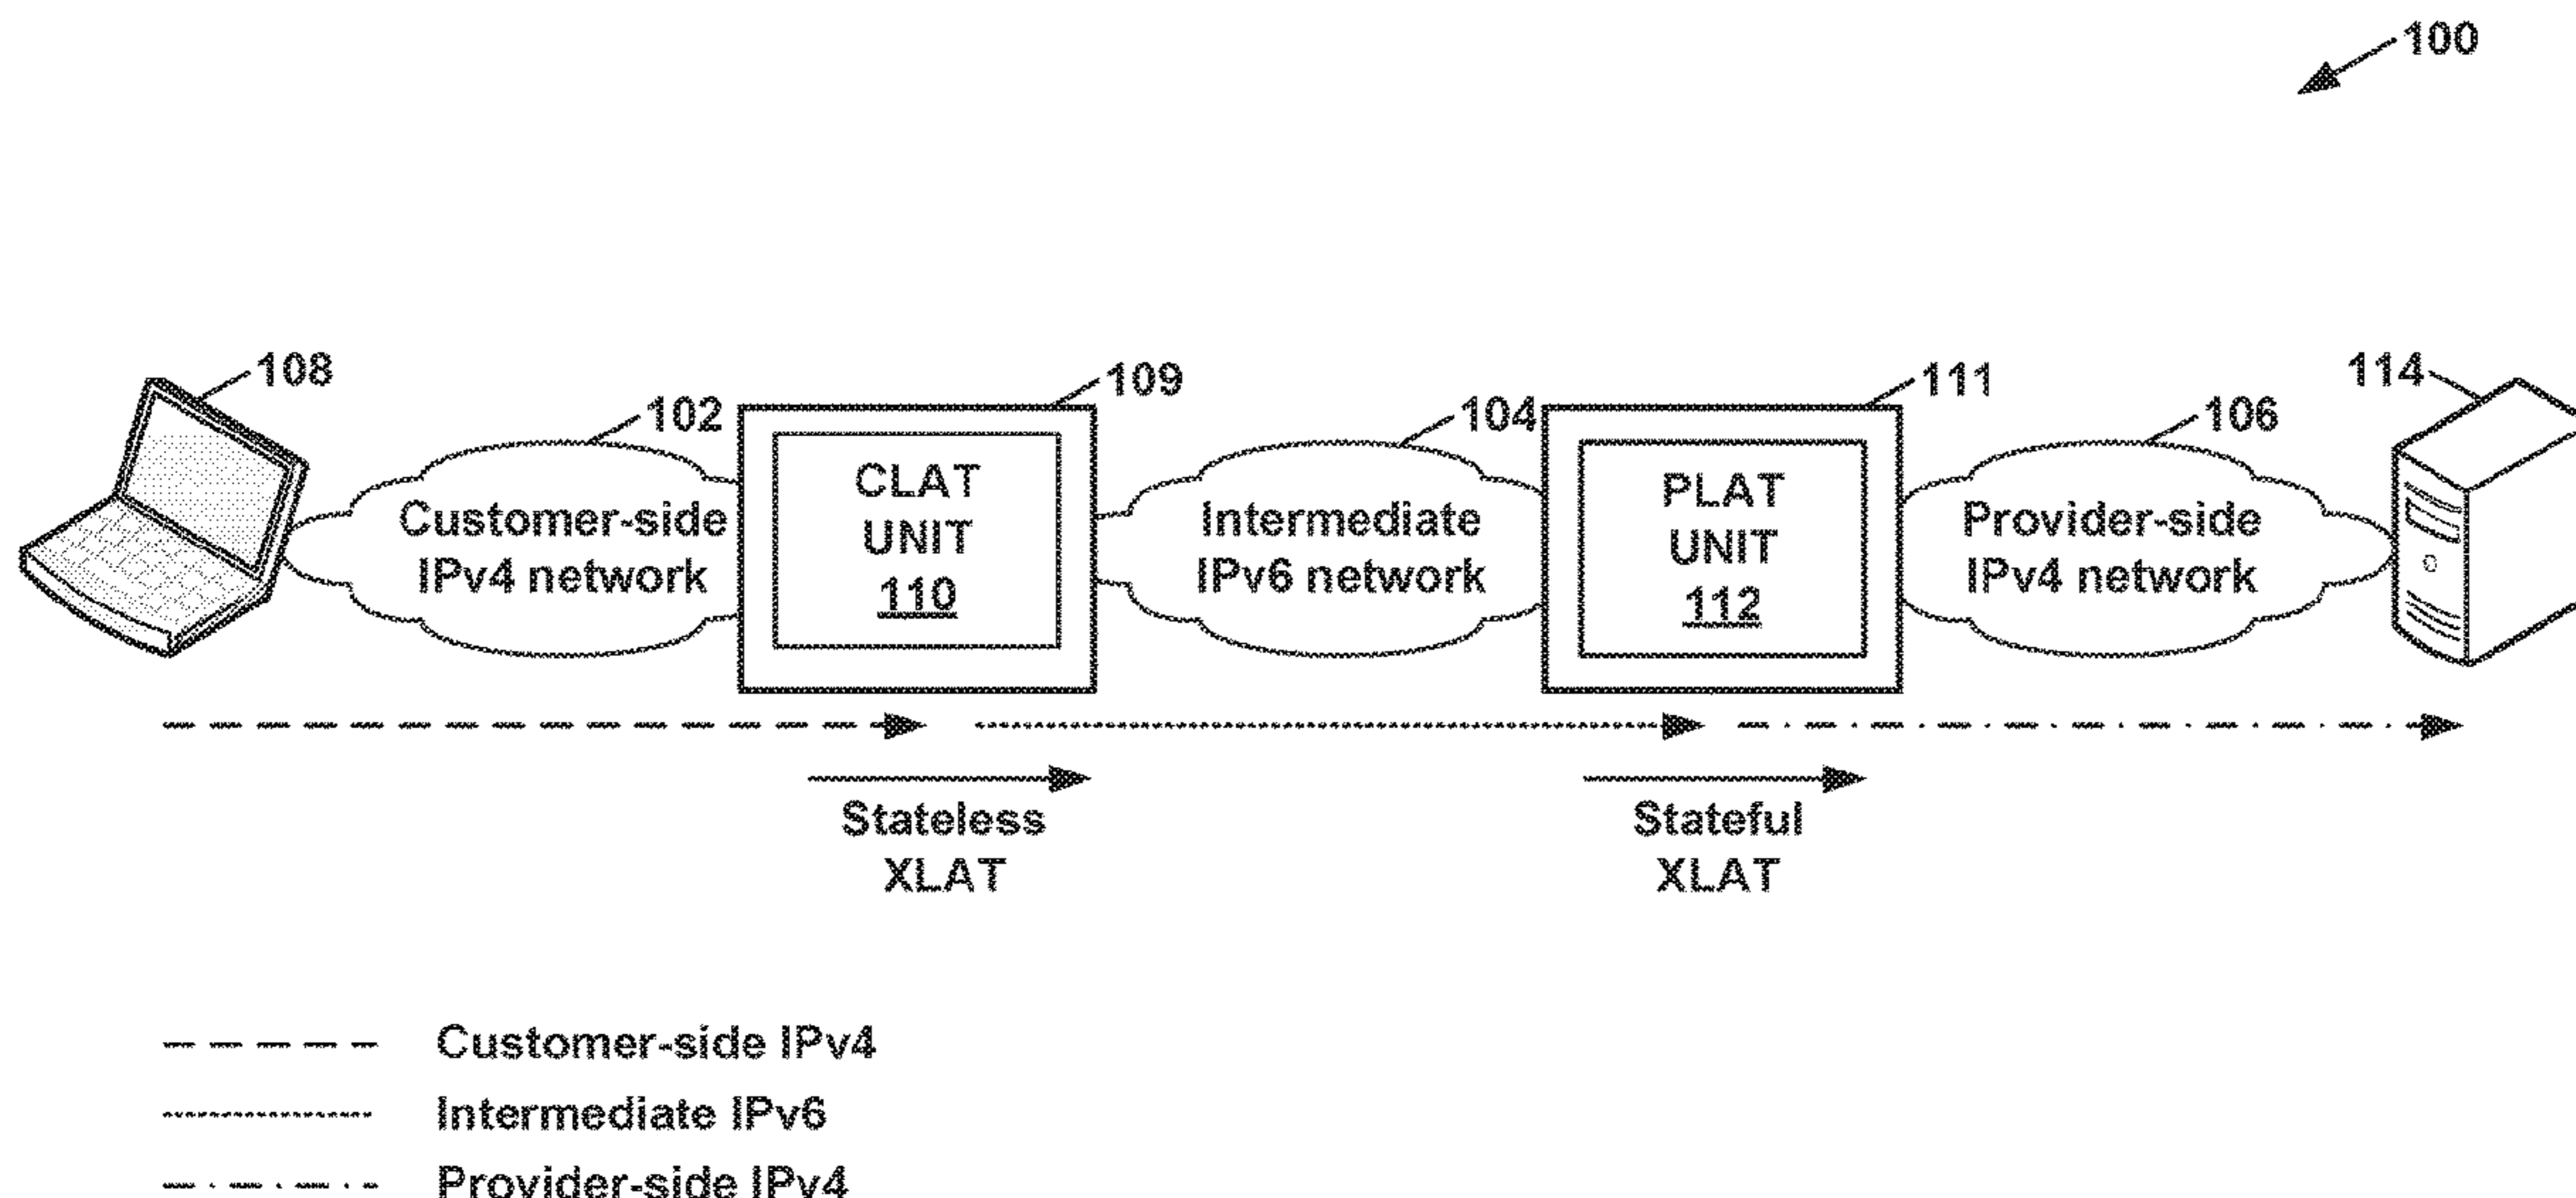 100
108
102
109
104
111
106
114
Customer-side
IPv4 network
CLAT
UNIT
110
Intermediate
IPv6 network
PLAT
UNIT
112
Provider-side
IPv4 network
Stateless
XLAT
Stateful
XLAT
Customer-side IPv4
Intermediate IPv6
Provider-side IPv4